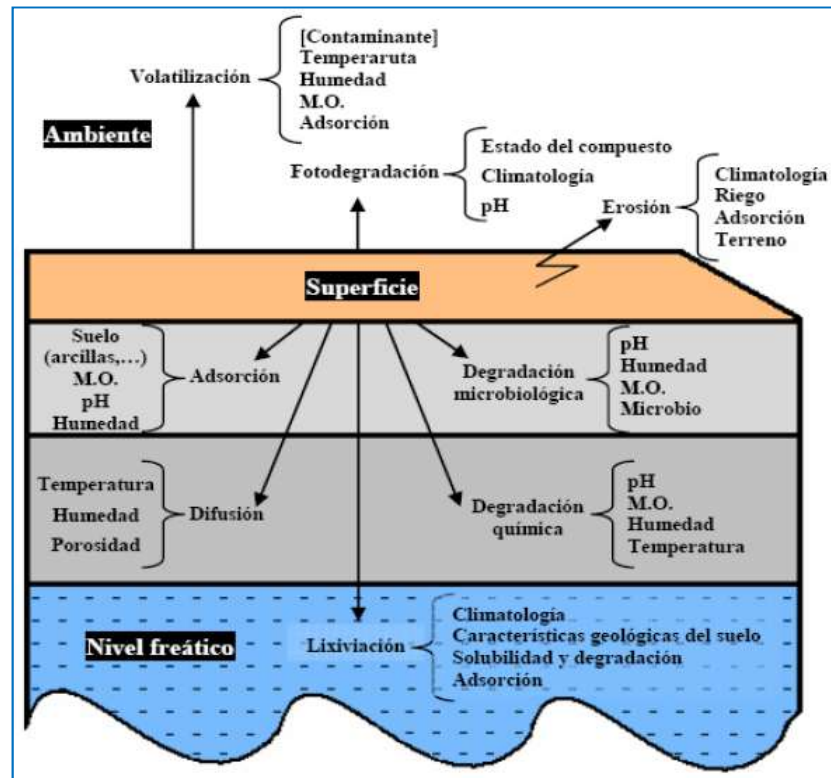 [Contaminante]
Temperaruta
Volatilización
Humedad
M.O.
Adsorción
Ambiente
Estado del compuesto
Fotodegradación
Climatología
pH
Climatología
Riego
Erosión
Adsorción
Terreno
Superficie
Suelo
(arcillas,...)
M.O.
pH
Humedad
Adsorción
Degradación
microbiológica
pH
Humedad
M.O.
Microbio
Temperatura
Humedad
Porosidad
Difusión
Degradación
química
pH
M.O.
Humedad
Temperatura
Nivel freático
Lixiviación
Climatología
Características geológicas del suelo
Solubilidad y degradación
Adsorción